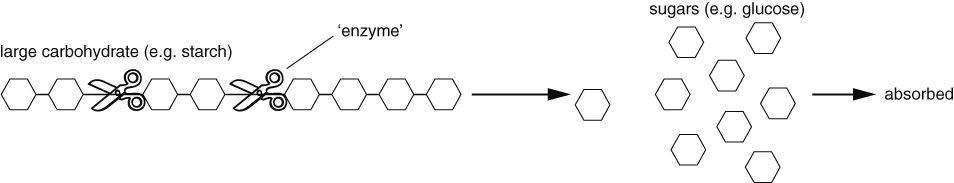 sugars (e.g. glucose)
'enzyme'
large carbohydrate (e.g. starch)
absorbed